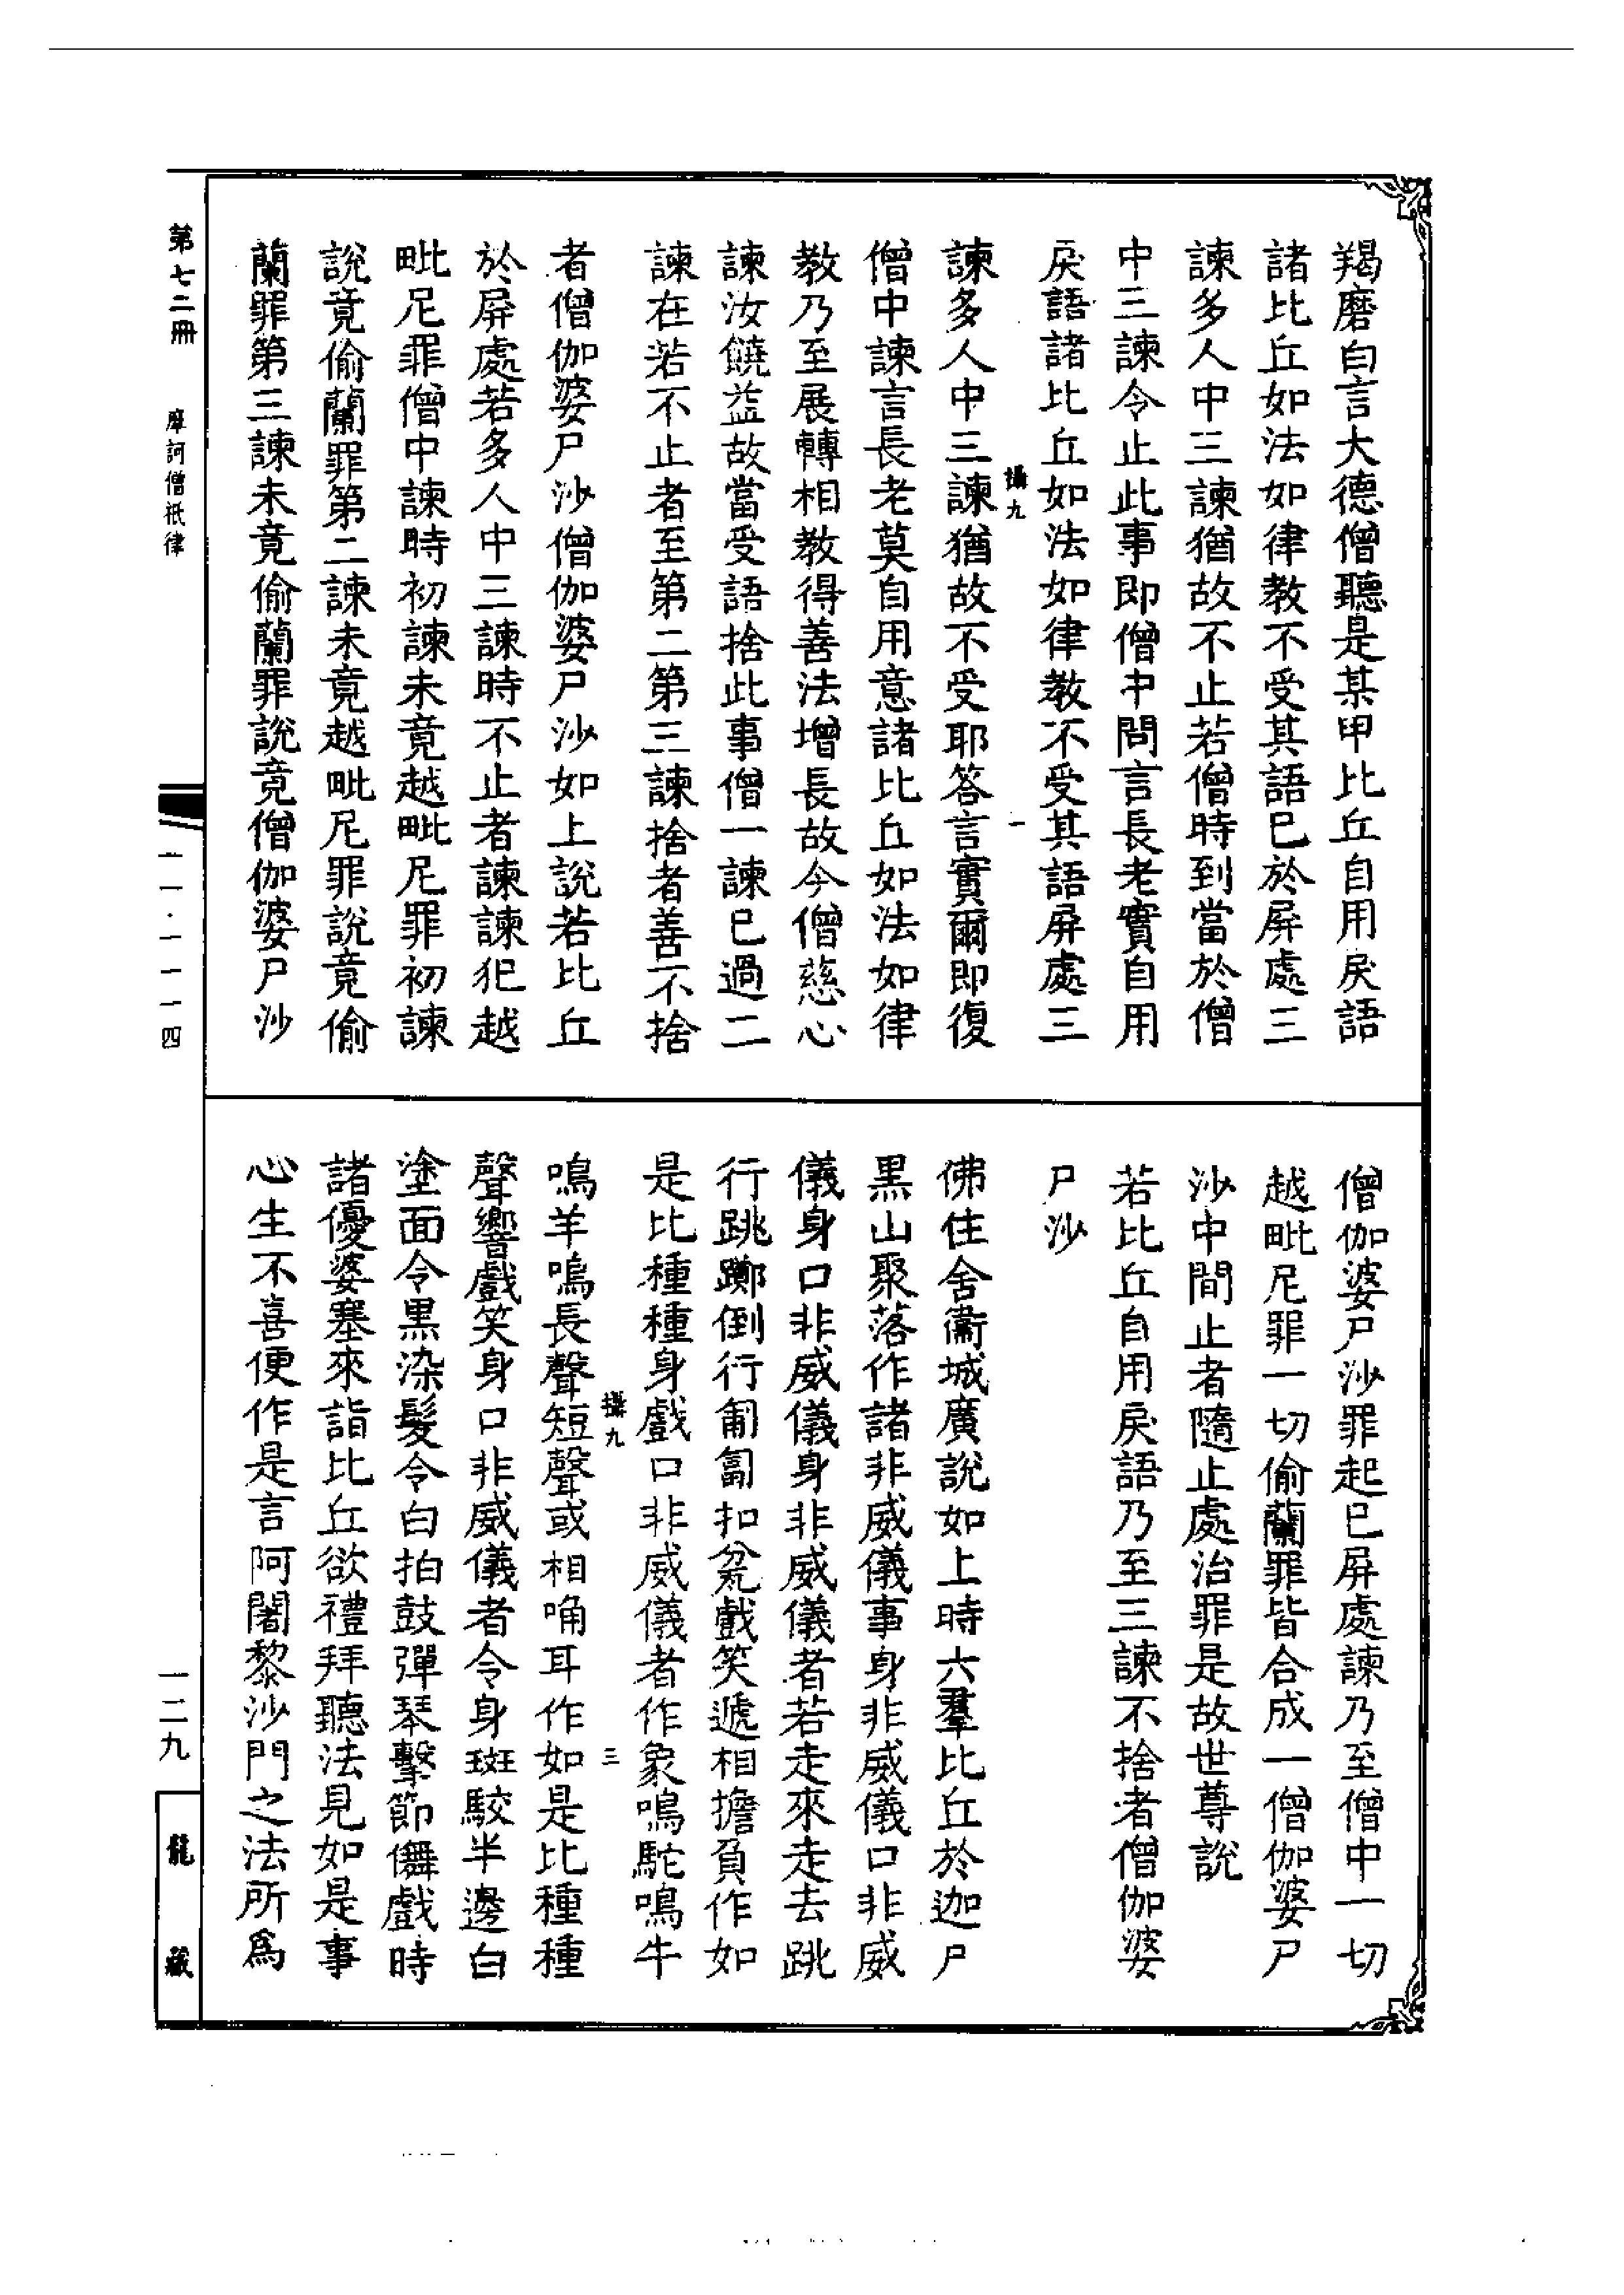 羯磨白言大德僧聽是某甲比丘自用戾語
諸比丘如法如律教不受其語已於屏處三
諫多人中三諫猶故不止若僧時到當於僧
中三諫令止此事即僧中問言長老實自用
戾語諸比丘如法如律教不受其語屏處三
攝九 一
諫多人中三諫猶故不受耶答言實爾即復
僧中諫言長老莫自用意諸比丘如法如律
教乃至展轉相教得善法增長故今僧慈心
諫汝饒益故當受語捨此事僧一諫已過二
諫在若不止者至第二第三諫捨者善不捨
者僧伽婆尸沙僧伽婆尸沙如上說若比丘
於屏處若多人中三諫時不止者諫諫犯越
毗尼罪僧中諫時初諫未竟越毗尼罪初諫
說竟偷蘭罪第二諫未竟越毗尼罪說竟偷
蘭罪第三諫未竟偷蘭罪說竟僧伽婆尸沙
僧伽婆尸沙罪起已屏處諫乃至僧中一切
越毗尼罪一切偷蘭罪皆合成一僧伽婆尸
沙中間止者隨止處治罪是故世尊說
若比丘自用戾語乃至三諫不捨者僧伽婆
尸沙
佛住舍衞城廣說如上時六羣比丘於迦尸
黑山聚落作諸非威儀事身非威儀口非威
儀身口非威儀身非威儀者若走來走去跳
行跳躑倒行匍匐扣瓫戲笑遞相擔負作如
是比種種身戲口非威儀者作象鳴駝鳴牛
攝九 三
鳴羊鳴長聲短聲或相唃耳作如是比種種
聲響戲笑身口非威儀者令身斑駮半邊白
塗面令黑染髮令白拍鼓彈琴擊節儛戲時
諸優婆塞來詣比丘欲禮拜聽法見如是事
心生不喜便作是言阿闍黎沙門之法所爲
第七二冊 摩訶僧祇律
一一·一一一四
一二九
龍藏